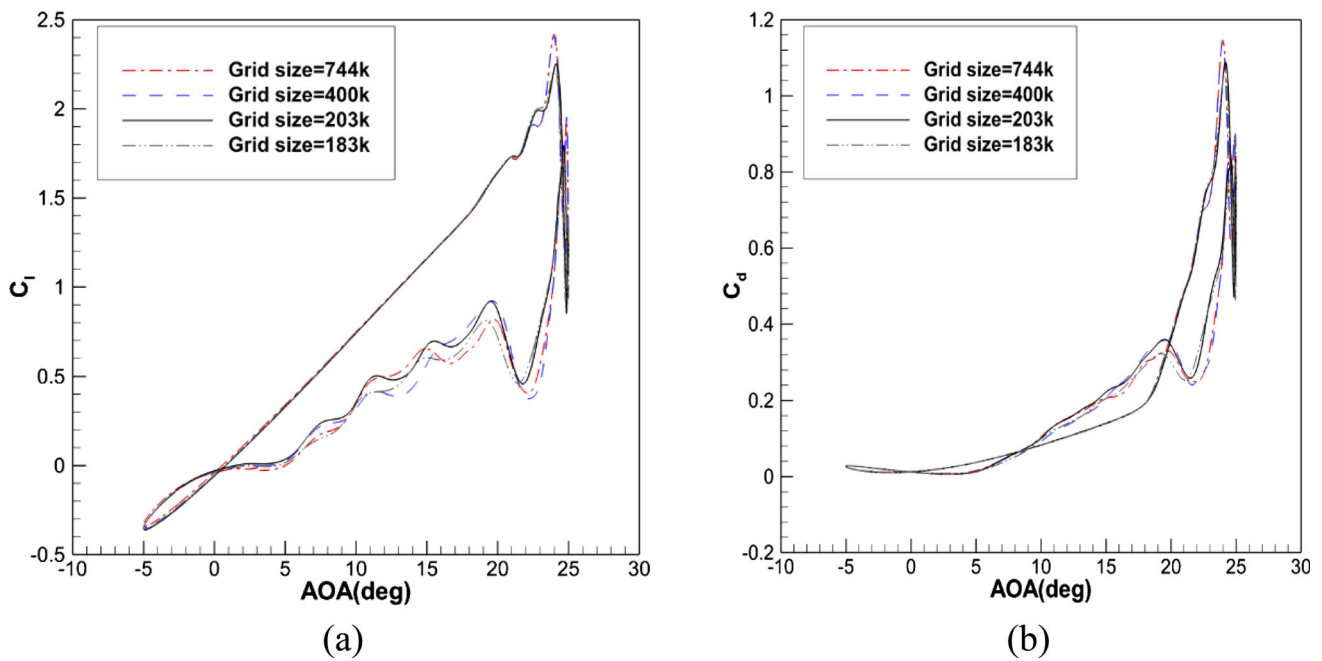 2.5
2
1.5
1
0.5
0
-0.5
C_l
Grid size=744k
Grid size=400k
Grid size=203k
Grid size=183k
-10 -5 0 5 10 15 20 25 30
AOA(deg)
(a)
1.2
1
0.8
0.6
0.4
0.2
0
-0.2
C_d
Grid size=744k
Grid size=400k
Grid size=203k
Grid size=183k
-10 -5 0 5 10 15 20 25 30
AOA(deg)
(b)